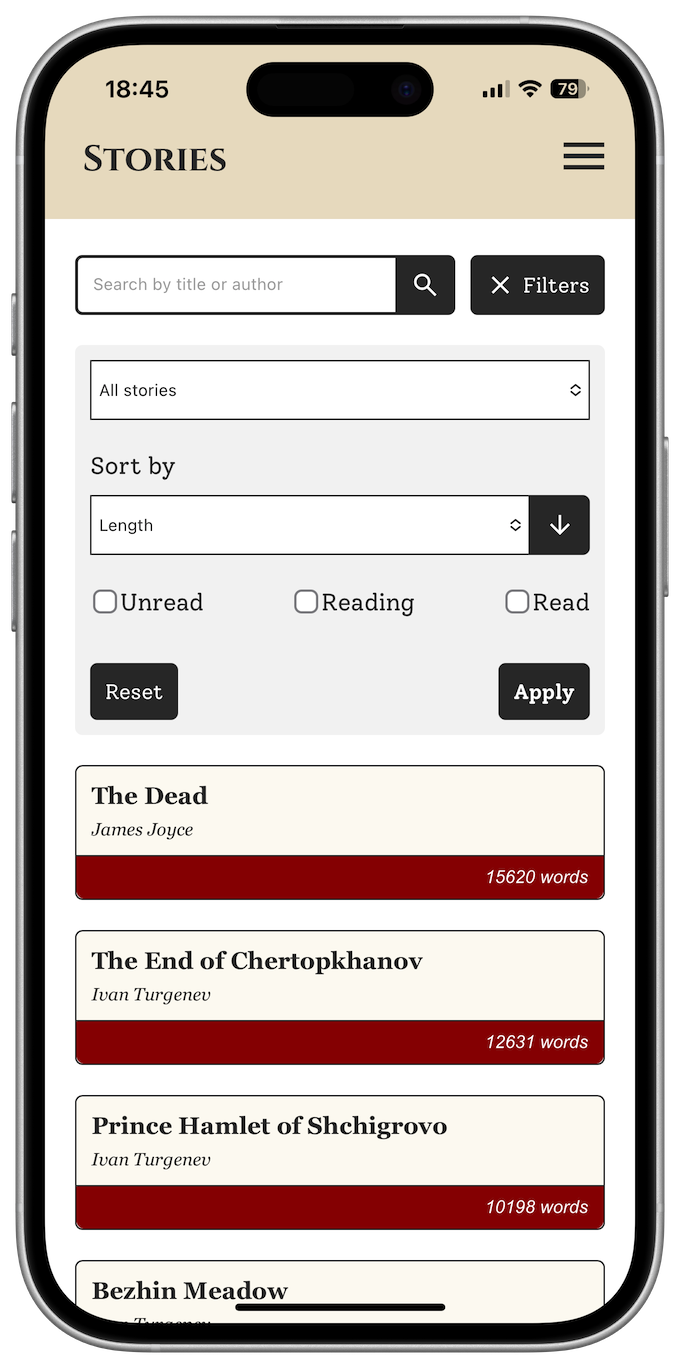 18:45
79
Stories
Search by title or author
Filters
All stories
Sort by
Length
Unread Reading Read
Reset Apply
The Dead
James Joyce
15620 words
The End of Chertopkhanov
Ivan Turgenev
12631 words
Prince Hamlet of Shchigrovo
Ivan Turgenev
10198 words
Bezhin Meadow
Turgenev